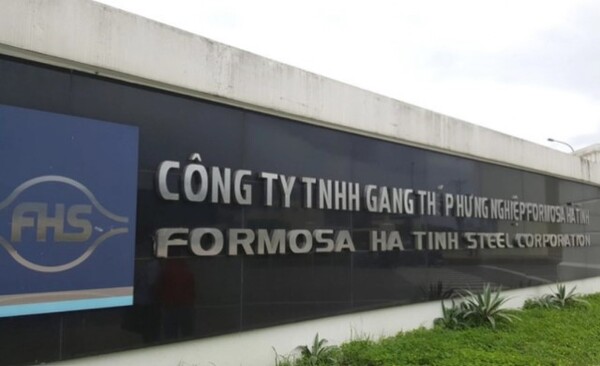 FHS
CÔNG TY TNHH GANG THÉP HƯNG NGHIỆP FORMOSA HÀ TĨNH
FORMOSA HA TINH STEEL CORPORATION